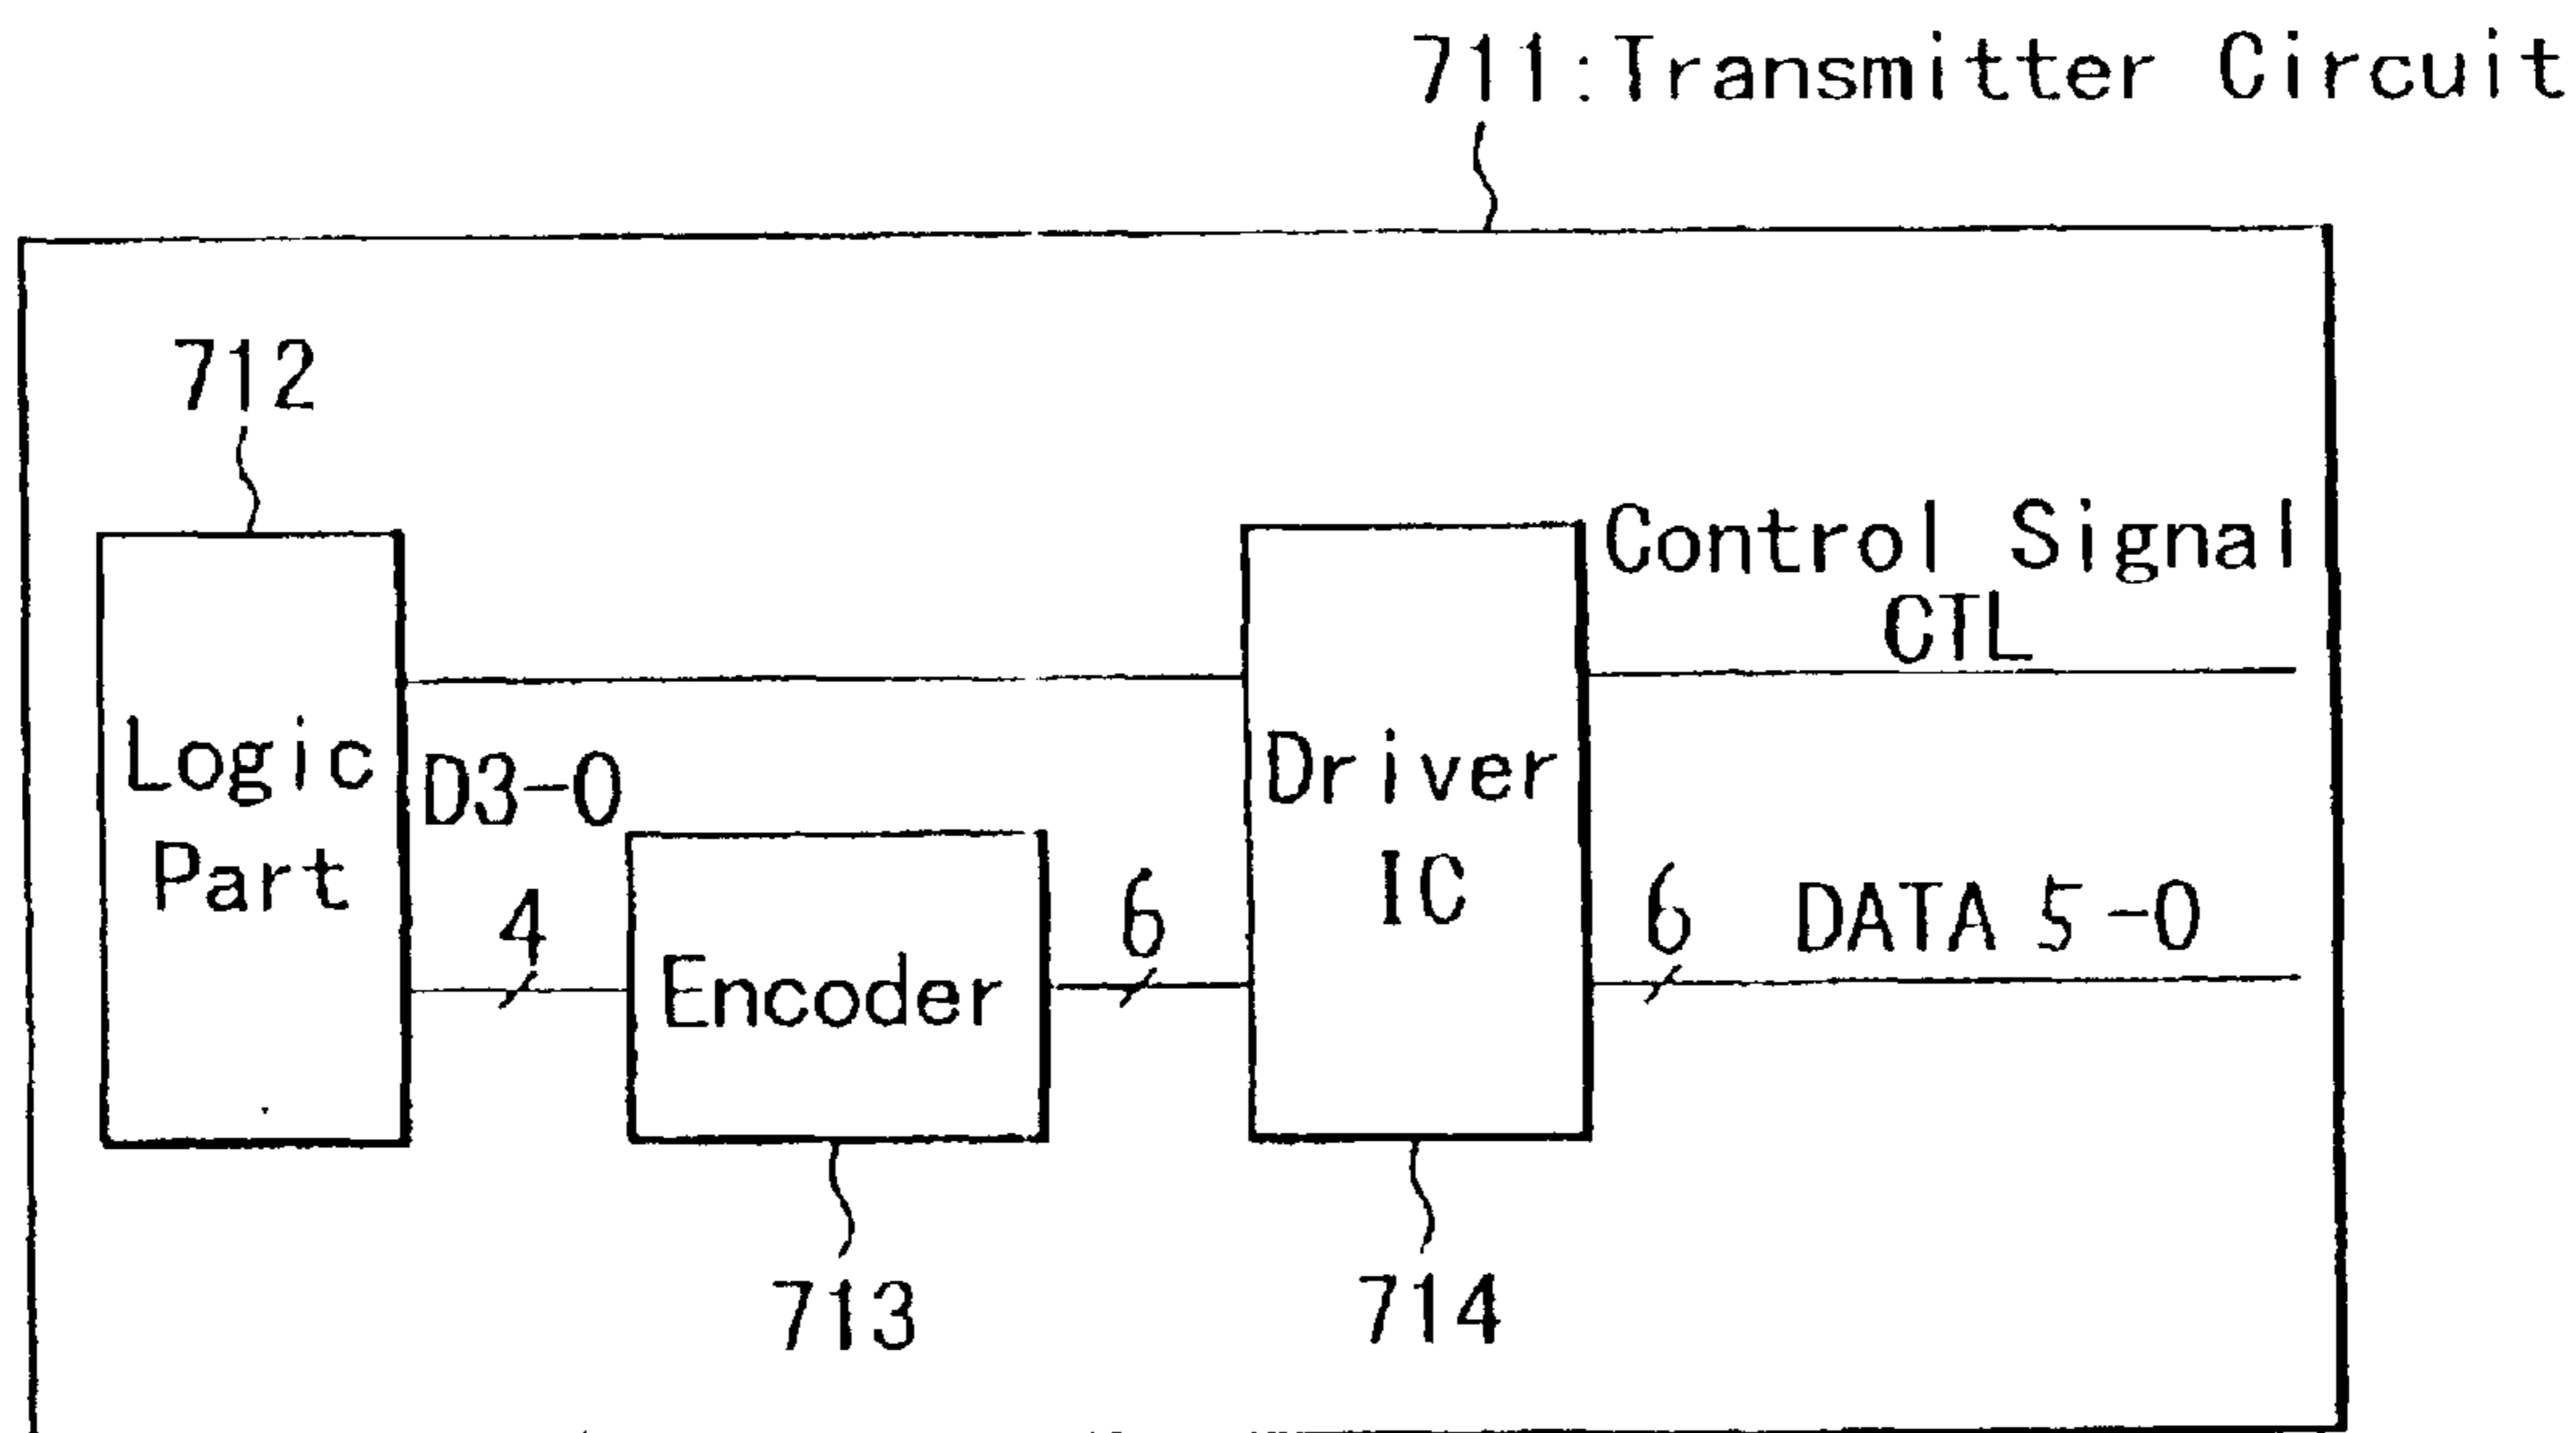 711:Transmitter Circuit
712
Logic
Part
D3-0
4
Encoder
713
6
Driver
IC
714
Control Signal
CTL
6
DATA 5-0